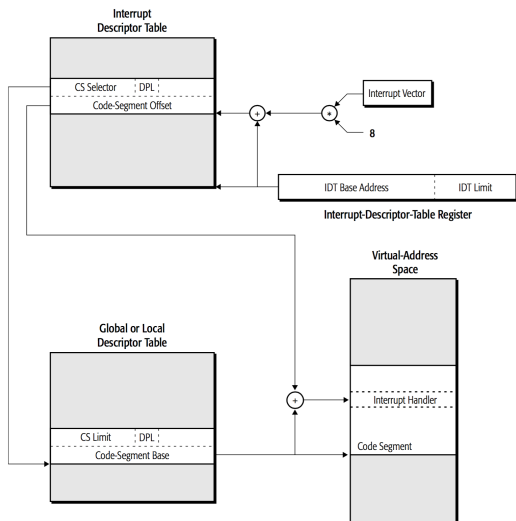 Interrupt
Descriptor Table
CS Selector DPL
Code-Segment Offset
+
*
Interrupt Vector
8
IDT Base Address IDT Limit
Interrupt-Descriptor-Table Register
Virtual-Address
Space
Global or Local
Descriptor Table
+
Interrupt Handler
CS Limit DPL
Code-Segment Base
Code Segment